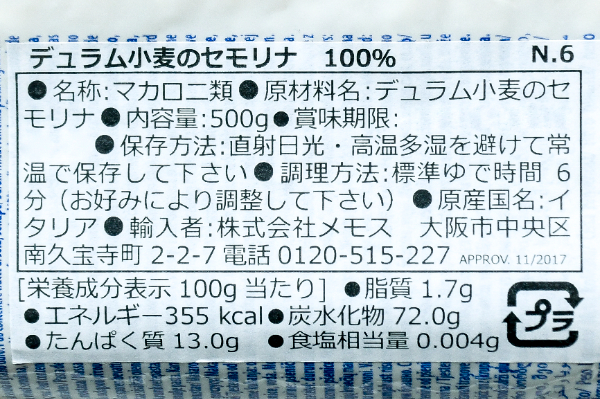 デュラム小麦のセモリナ 100% N.6
●名称:マカロニ類●原材料名:デュラム小麦のセ
モリナ●内容量:500g●賞味期限:
●保存方法:直射日光・高温多湿を避けて常
温で保存して下さい●調理方法:標準ゆで時間 6
分（お好みにより調整して下さい）●原産国名:イ
タリア●輸入者:株式会社メモス 大阪市中央区
南久宝寺町 2-2-7 電話 0120-515-227 APPROV. 11/2017
[栄養成分表示 100g 当たり] ●脂質 1.7g
●エネルギー355 kcal●炭水化物 72.0g
●たんぱく質 13.0g ●食塩相当量 0.004g
プラ